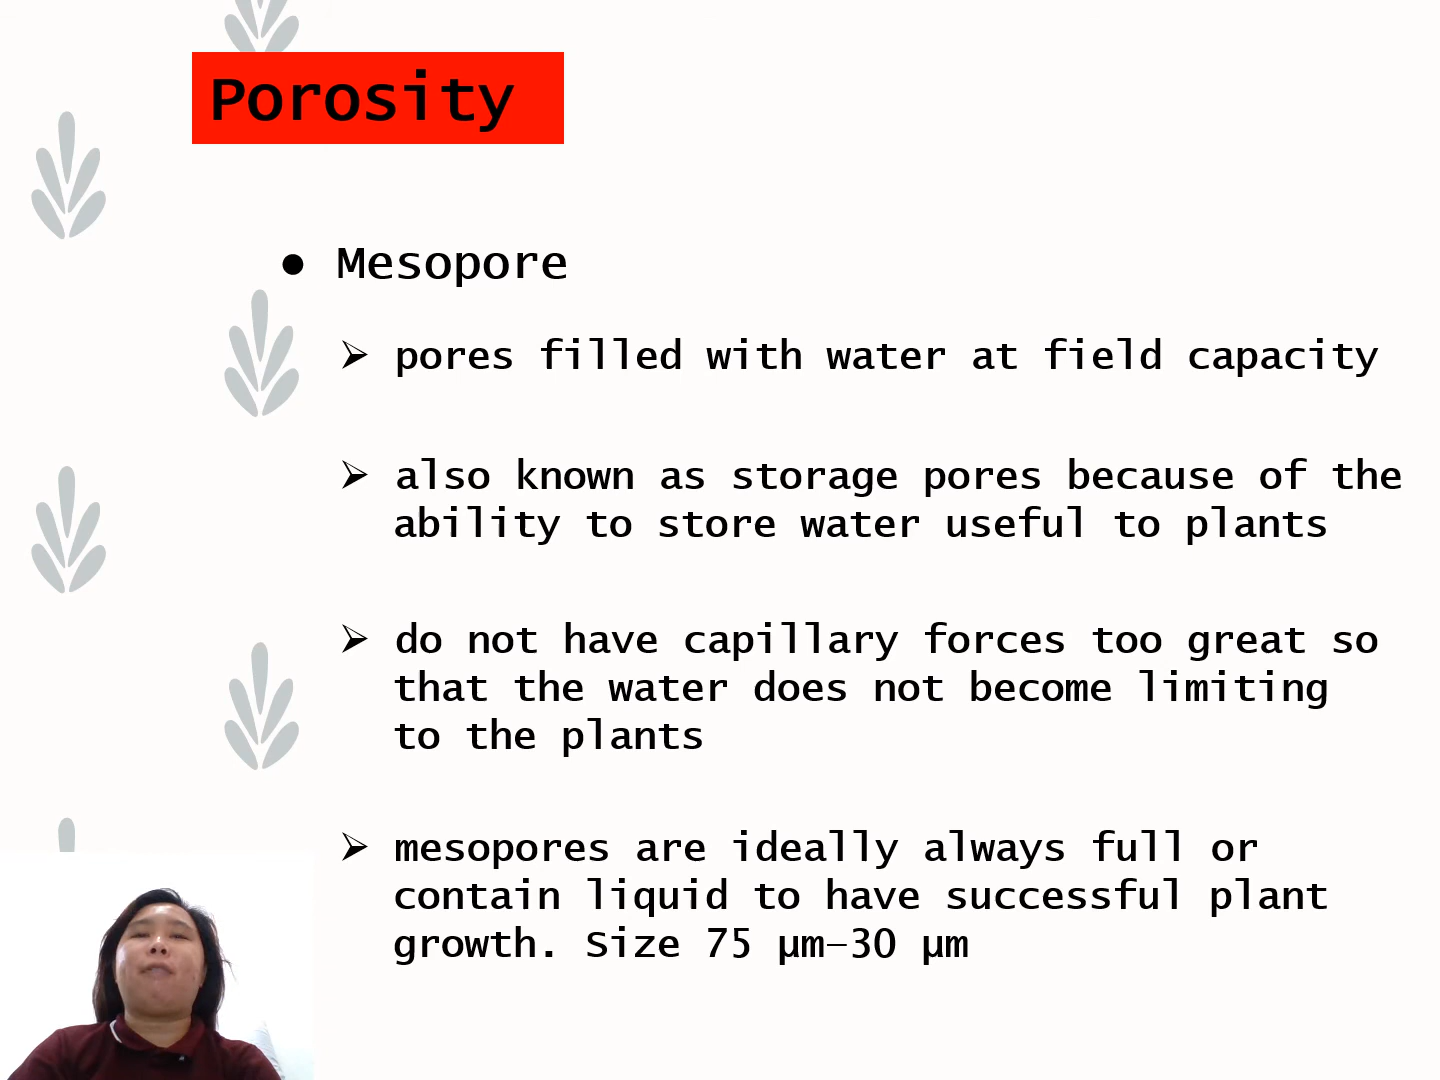 Porosity
● Mesopore
➢ pores filled with water at field capacity
➢ also known as storage pores because of the
ability to store water useful to plants
➢ do not have capillary forces too great so
that the water does not become limiting
to the plants
➢ mesopores are ideally always full or
contain liquid to have successful plant
growth. Size 75 μm–30 μm